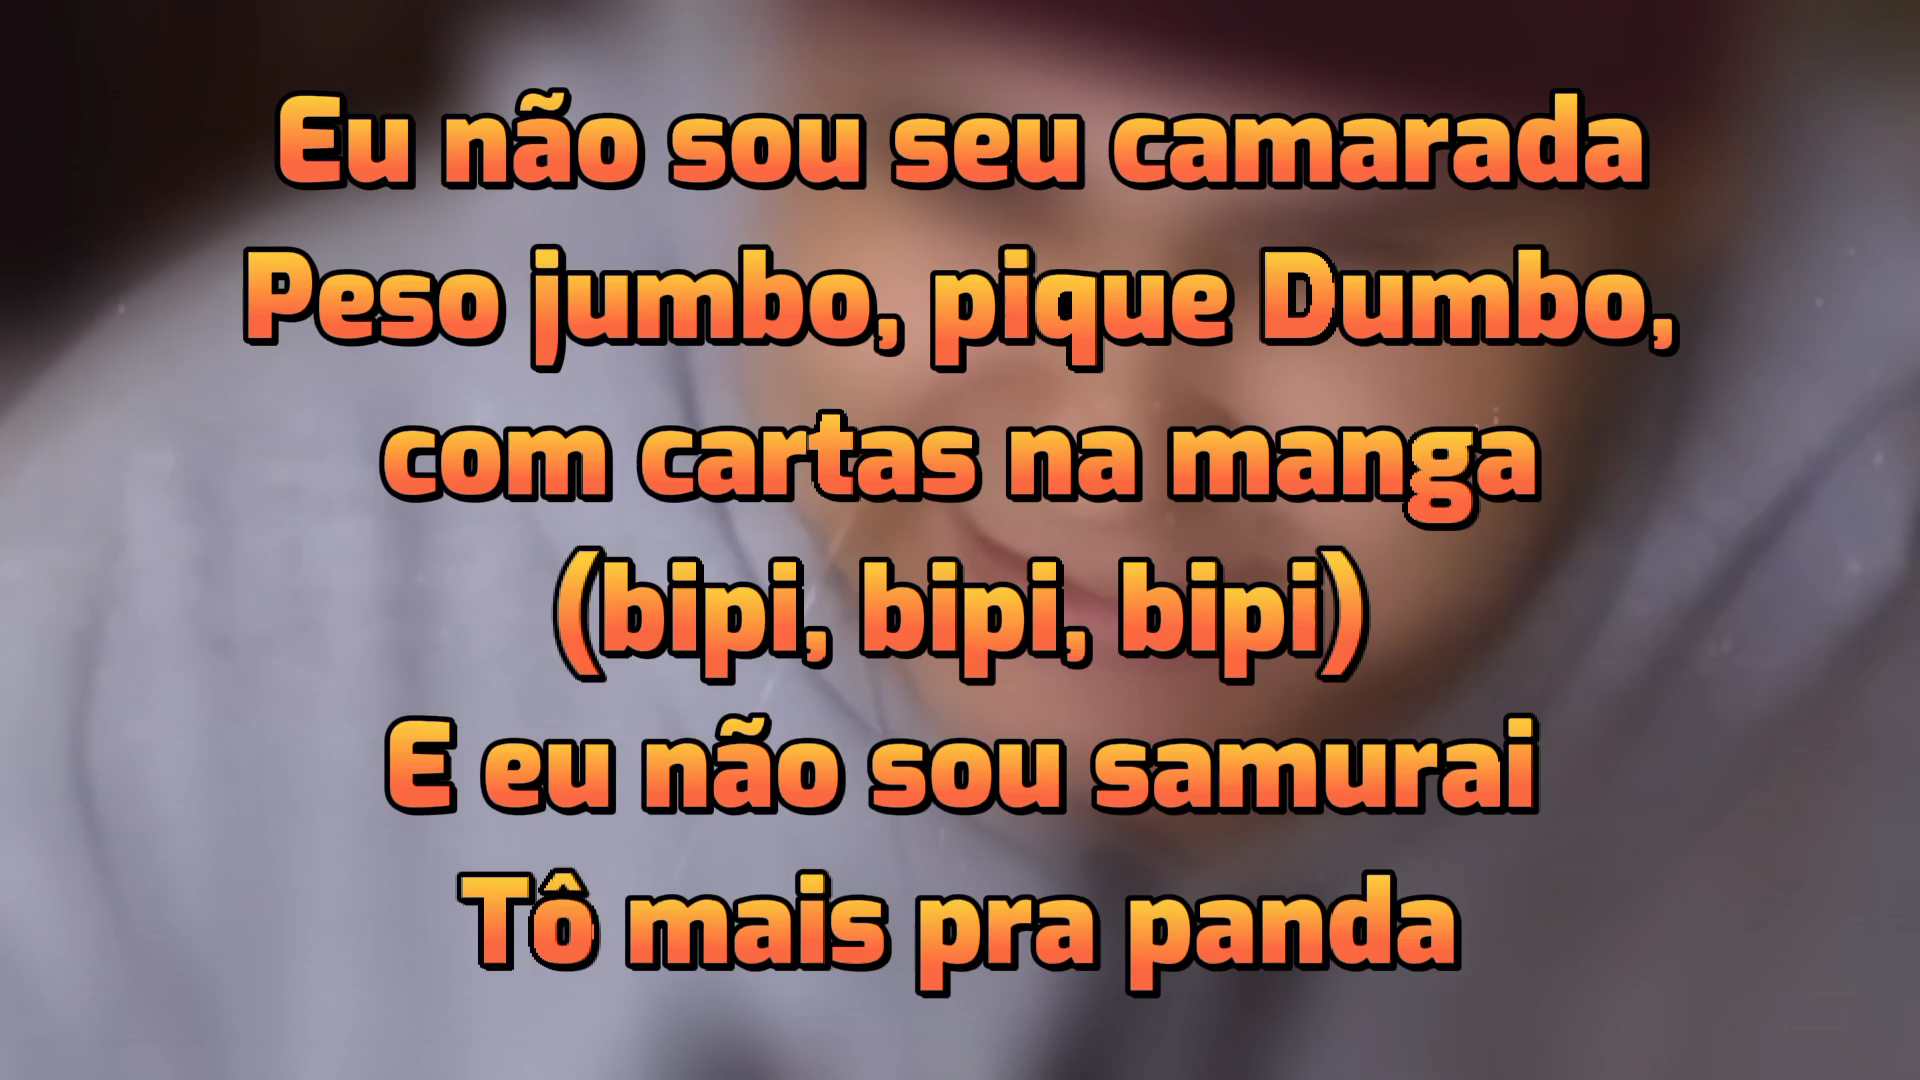 Eu não sou seu camarada
Peso jumbo, pique Dumbo,
com cartas na manga
(bipi, bipi, bipi)
E eu não sou samurai
Tô mais pra panda